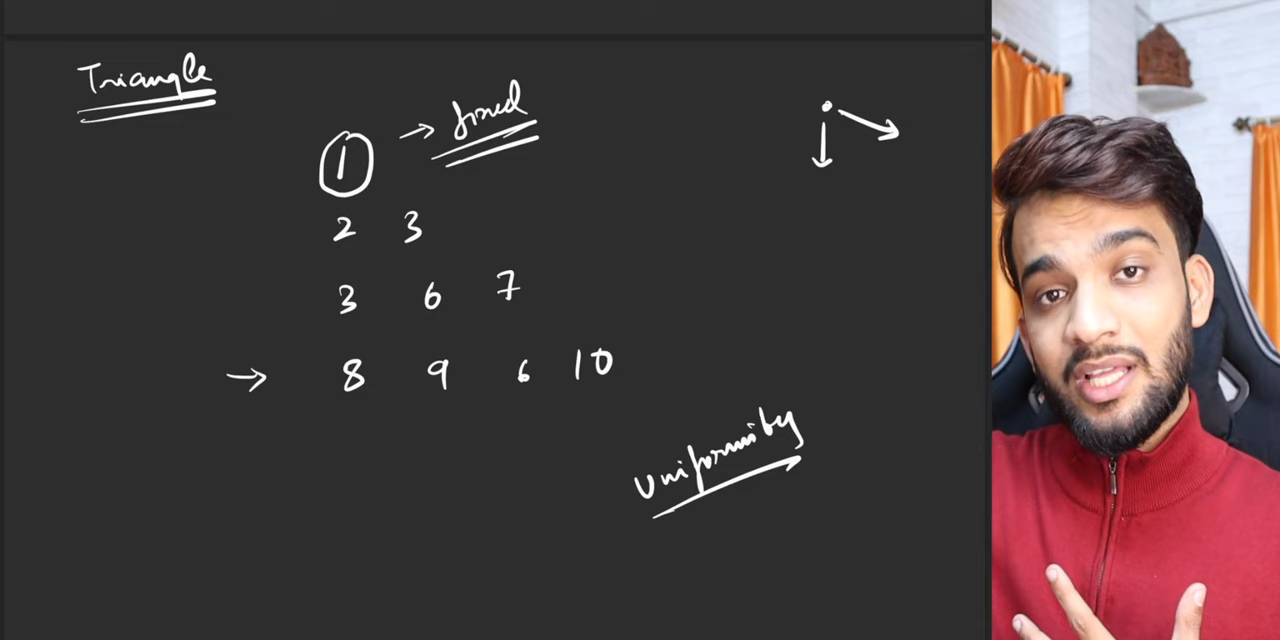 Triangle
① → fixed
2 3
3 6 7
→ 8 9 6 10
Uniformity